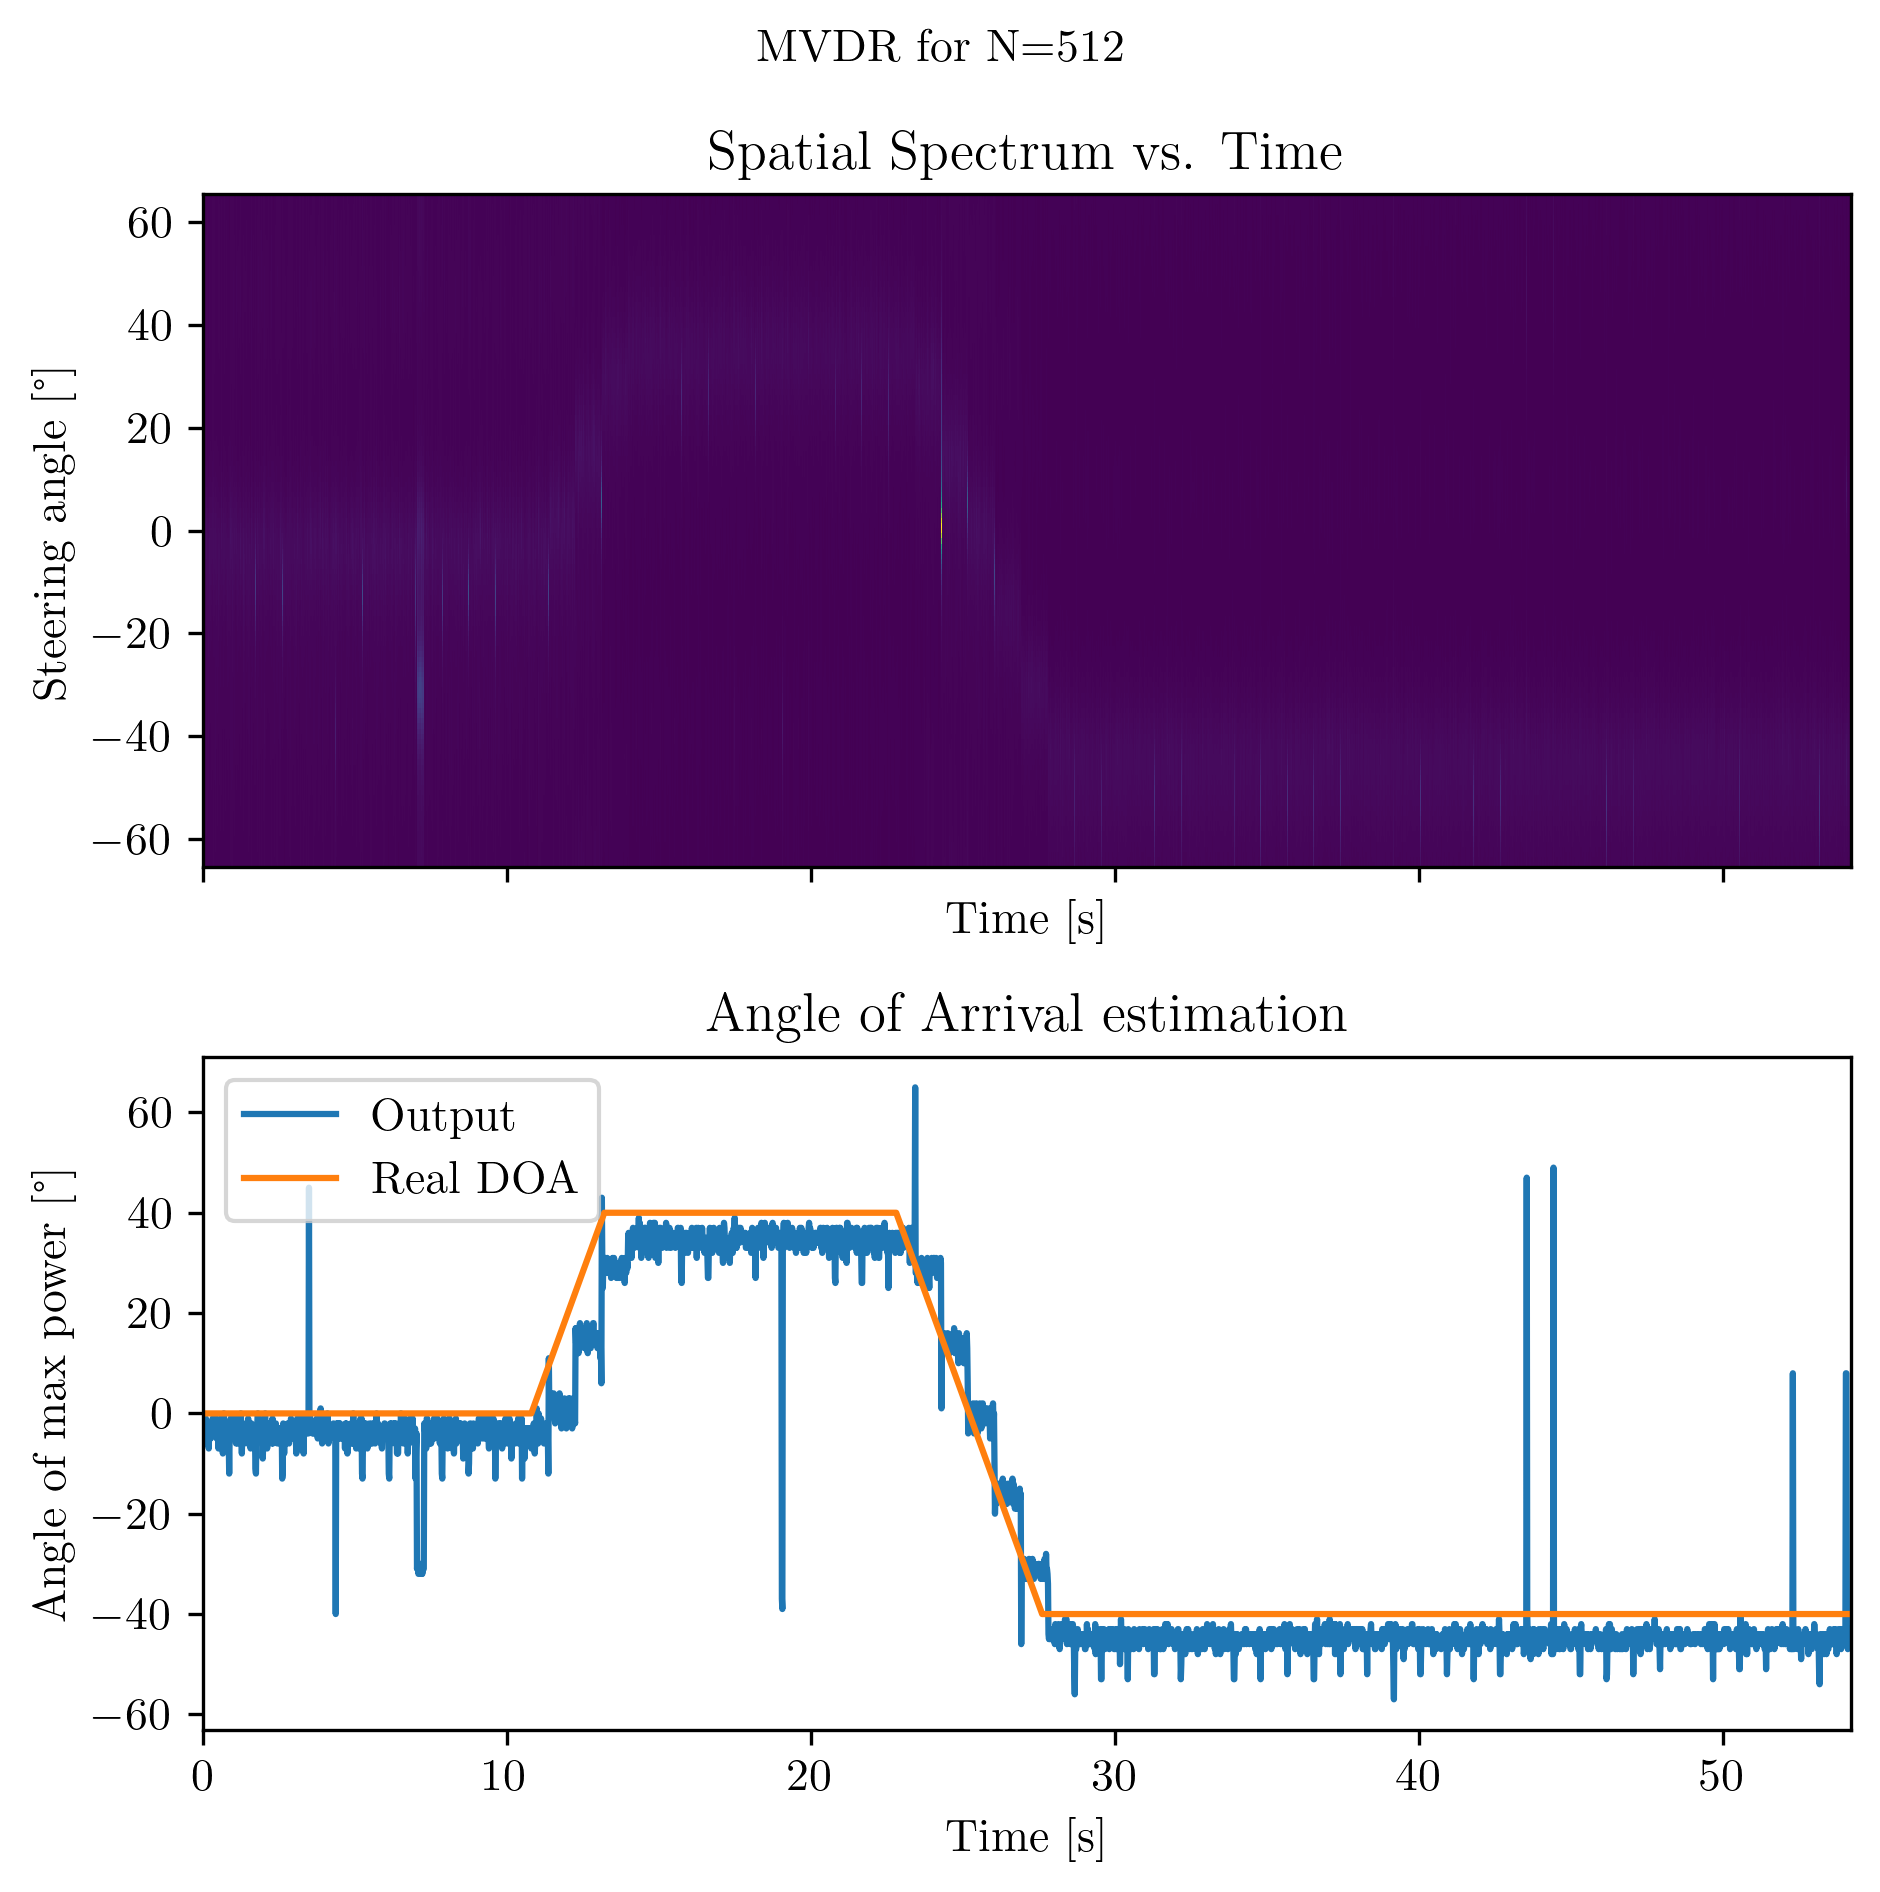 MVDR for N=512
Spatial Spectrum vs. Time
60
40
20
0
−20
−40
−60
Steering angle [°]
Time [s]
Angle of Arrival estimation
Output
Real DOA
60
40
20
0
−20
−40
−60
Angle of max power [°]
0 10 20 30 40 50
Time [s]